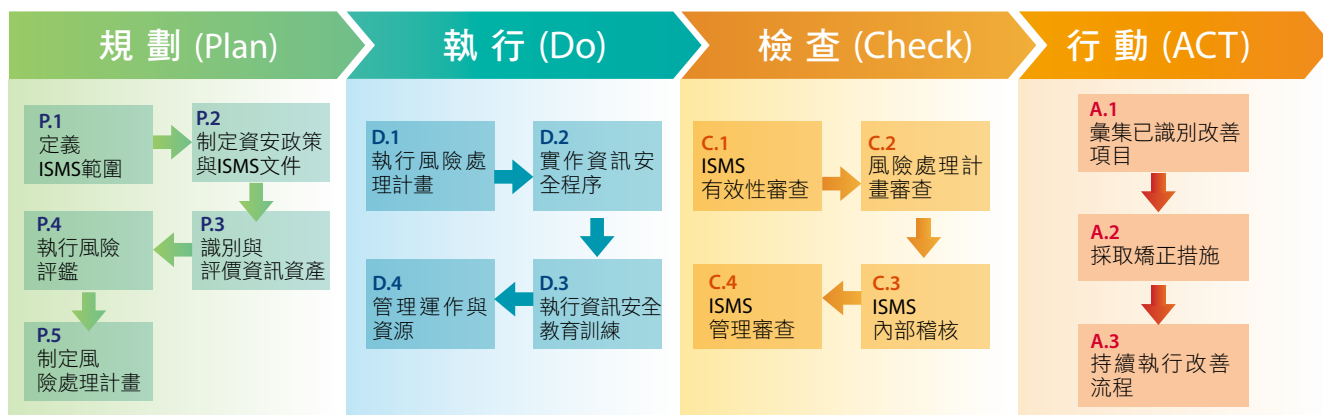 規劃 (Plan)
執行 (Do)
檢查 (Check)
行動 (ACT)
P.1
定義
ISMS範圍
P.2
制定資安政策
與ISMS文件
P.3
識別與
評價資訊資產
P.4
執行風險
評鑑
P.5
制定風
險處理計畫
D.1
執行風險處
理計畫
D.2
實作資訊安
全程序
D.3
執行資訊安全
教育訓練
D.4
管理運作與
資源
C.1
ISMS
有效性審查
C.2
風險處理計
畫審查
C.3
ISMS
內部稽核
C.4
ISMS
管理審查
A.1
彙集已識別改善
項目
A.2
採取矯正措施
A.3
持續執行改善
流程